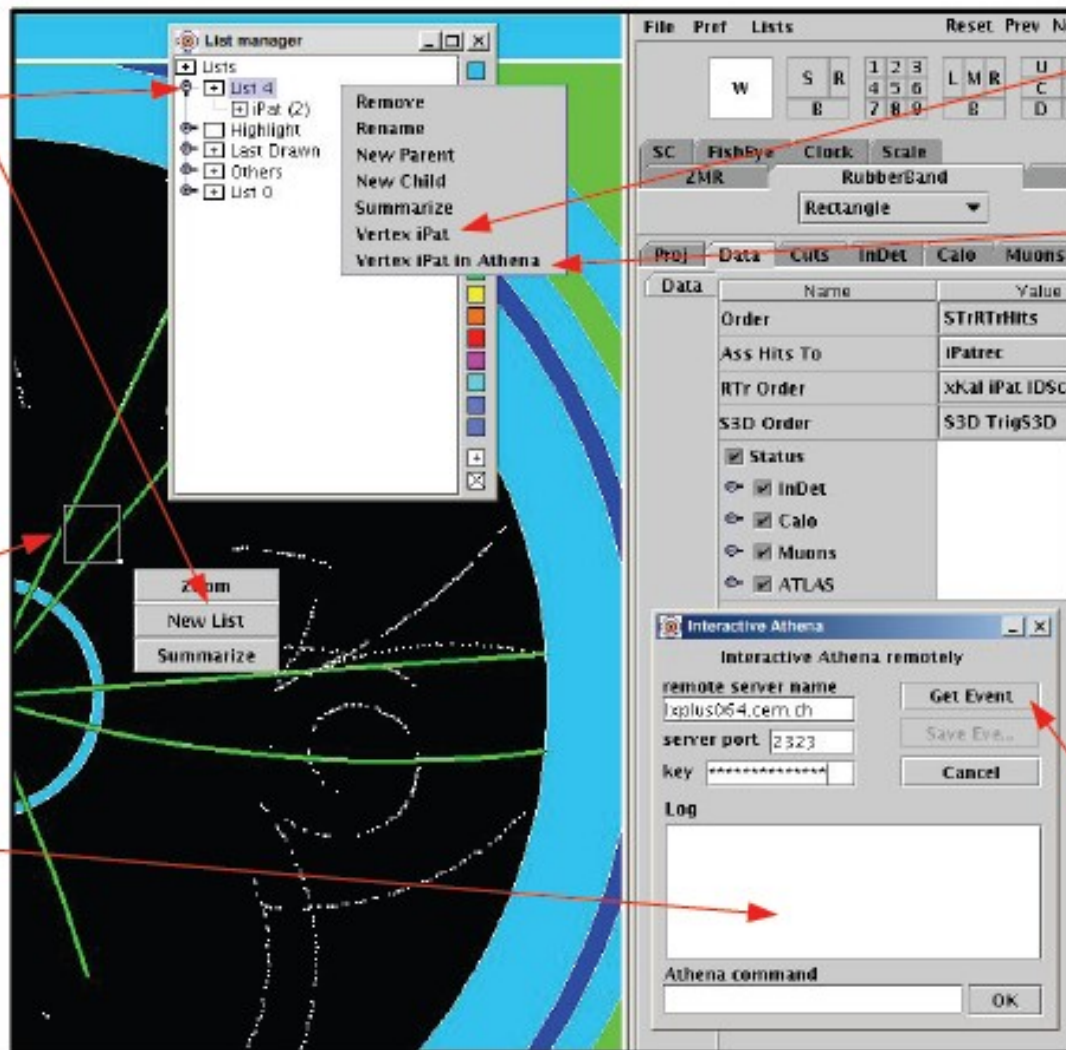 List manager
Lists
List 4
iPat (2)
Highlight
Last Drawn
Others
List 0
Remove
Rename
New Parent
New Child
Summarize
Vertex iPat
Vertex iPat in Athena
Zoom
New List
Summarize
File Pref Lists Reset Prev N
W S R B 1 2 3 4 5 6 7 8 9 L M R B U C D
SC FishEye Clock Scale
ZMR RubberBand
Rectangle
Proj Data Cuts InDet Calo Muons
Data
Name Value
Order STrRTrHits
Ass Hits To iPatrec
RTr Order xKal iPat IDSc
S3D Order S3D TrigS3D
Status
InDet
Calo
Muons
ATLAS
Interactive Athena
Interactive Athena remotely
remote server name
lxplus064.cern.ch
Get Event
server port 2323
Save Eve...
key **************
Cancel
Log
Athena command
OK